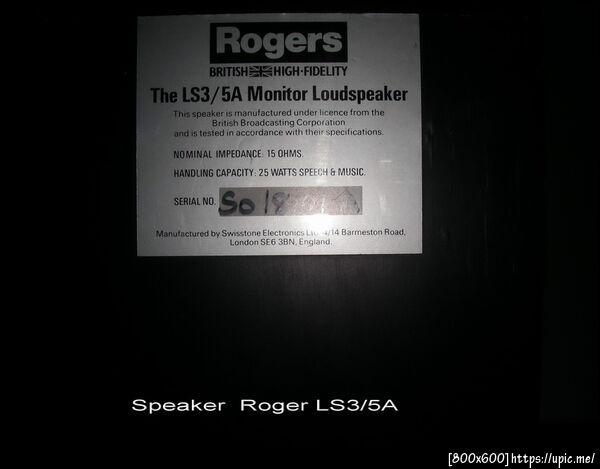 Rogers
BRITISH HIGH·FIDELITY
The LS3/5A Monitor Loudspeaker
This speaker is manufactured under licence from the
British Broadcasting Corporation
and is tested in accordance with their specifications.
NOMINAL IMPEDANCE: 15 OHMS.
HANDLING CAPACITY: 25 WATTS SPEECH & MUSIC.
SERIAL NO.
Manufactured by Swisstone Electronics Ltd. 4/14 Barmeston Road,
London SE6 3BN, England.
Speaker Roger LS3/5A
[800x600]https://upic.me/